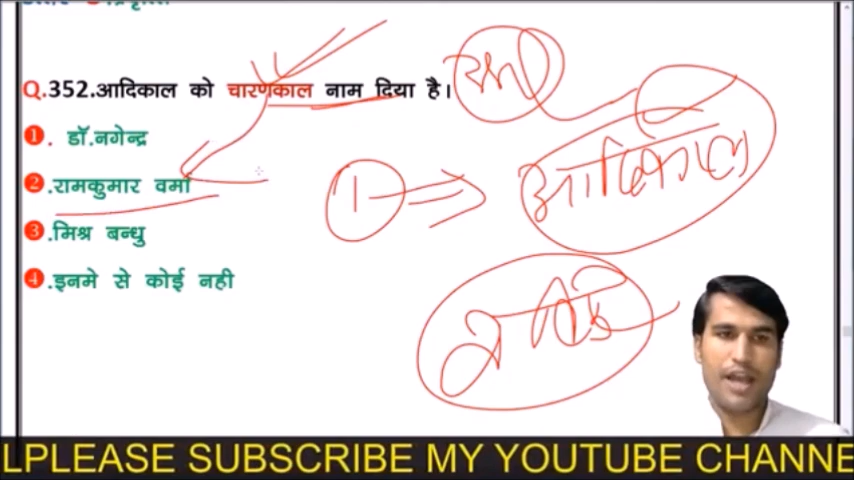 Q.352.आदिकाल को चारणकाल नाम दिया है।
1. डॉ.नगेन्द्र
2.रामकुमार वर्मा
3.मिश्र बन्धु
4.इनमे से कोई नही
1 ⇒ आदिकाल
LPLEASE SUBSCRIBE MY YOUTUBE CHANNE